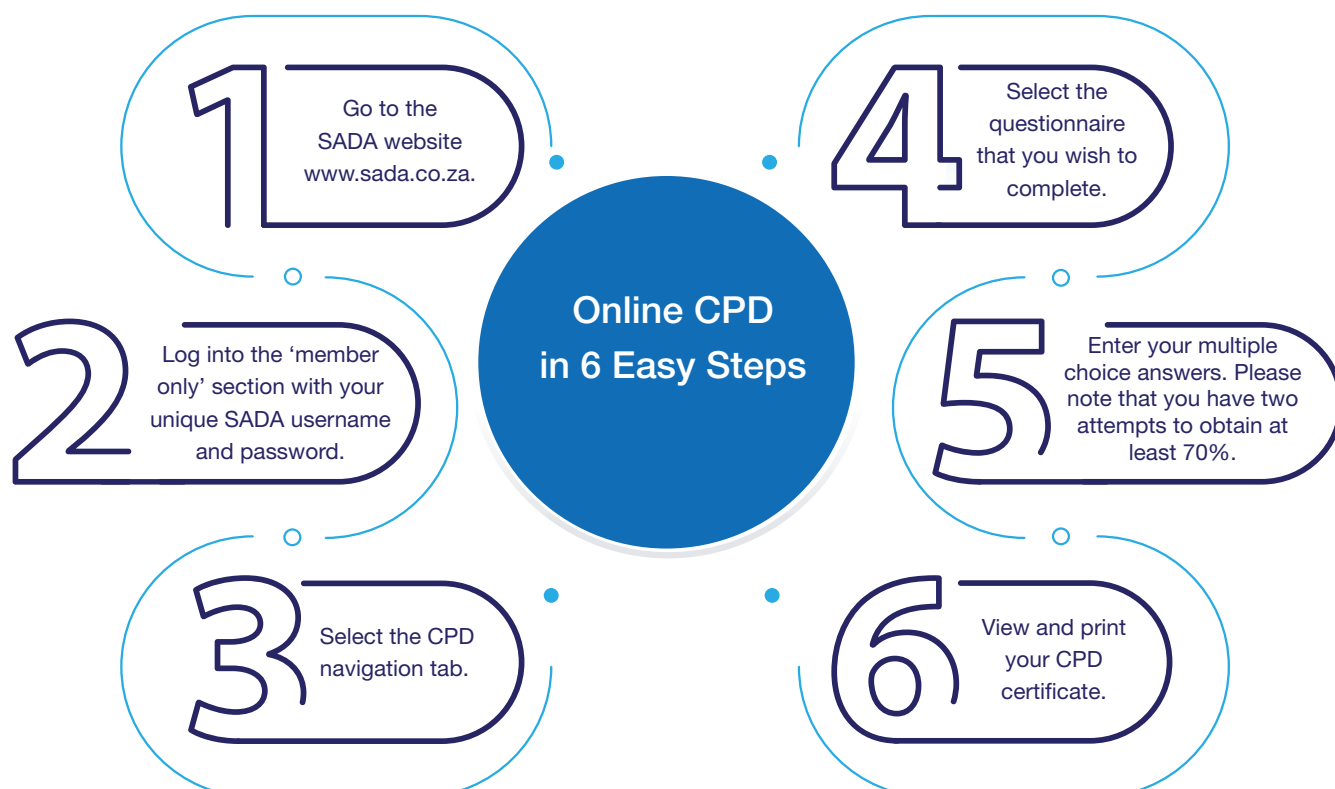 Online CPD
in 6 Easy Steps
1
Go to the
SADA website
www.sada.co.za.
2
Log into the ‘member
only’ section with your
unique SADA username
and password.
3
Select the CPD
navigation tab.
4
Select the
questionnaire
that you wish to
complete.
5
Enter your multiple
choice answers. Please
note that you have two
attempts to obtain at
least 70%.
6
View and print
your CPD
certificate.